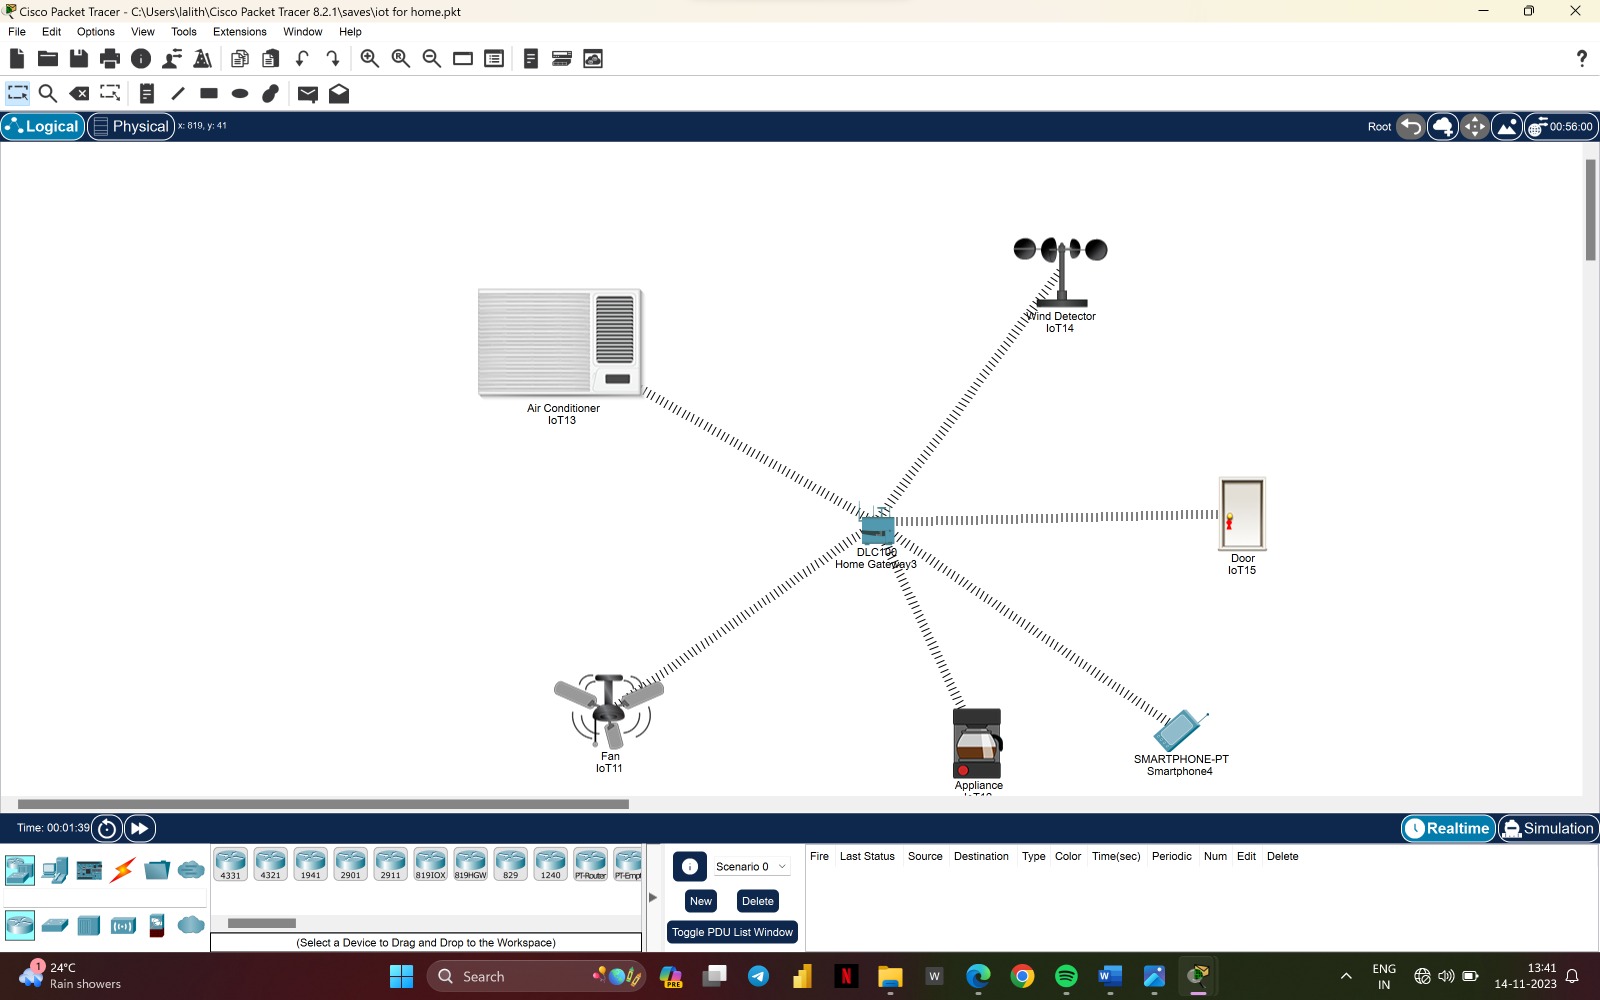 Cisco Packet Tracer - C:\Users\lalith\Cisco Packet Tracer 8.2.1\saves\iot for home.pkt
File Edit Options View Tools Extensions Window Help
?
Logical Physical x: 819, y: 41 Root 00:56:00
Wind Detector
IoT14
Air Conditioner
IoT13
DLC100
Home Gateway3
Door
IoT15
Fan
IoT11
SMARTPHONE-PT
Smartphone4
Appliance
Time: 00:01:39 Realtime Simulation
4331 4321 1941 2901 2911 819IOX 819HGW 829 1240 PT-Router PT-Empt
Scenario 0
New Delete
Toggle PDU List Window
Fire Last Status Source Destination Type Color Time(sec) Periodic Num Edit Delete
(Select a Device to Drag and Drop to the Workspace)
1 24°C
Rain showers
Search
PRE
N W W
ENG
IN
13:41
14-11-2023